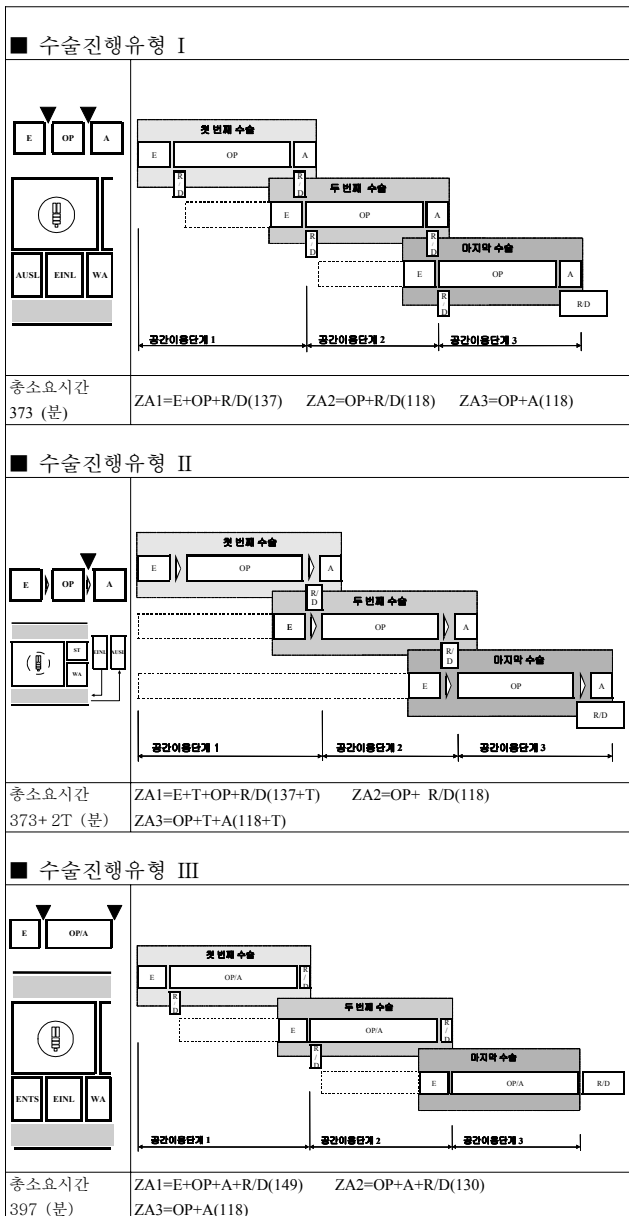 ■ 수술진행유형 I
E OP A
첫 번째 수술
E OP A
R/D R/D
두 번째 수술
E OP A
R/D R/D
마지막 수술
E OP A
R/D R/D
AUSL EINL WA
공간이용단계 1 공간이용단계 2 공간이용단계 3
총소요시간
373 (분)
ZA1=E+OP+R/D(137) ZA2=OP+R/D(118) ZA3=OP+A(118)
■ 수술진행유형 II
E OP A
첫 번째 수술
E OP A
R/D
두 번째 수술
E OP A
R/D
마지막 수술
E OP A
R/D
ST EINL AUSL
WA
공간이용단계 1 공간이용단계 2 공간이용단계 3
총소요시간
373+2T (분)
ZA1=E+T+OP+R/D(137+T) ZA2=OP+ R/D(118)
ZA3=OP+T+A(118+T)
■ 수술진행유형 III
E OP/A
첫 번째 수술
E OP/A R/D
R/D
두 번째 수술
E OP/A R/D
R/D
마지막 수술
E OP/A R/D
ENTS EINL WA
공간이용단계 1 공간이용단계 2 공간이용단계 3
총소요시간
397 (분)
ZA1=E+OP+A+R/D(149) ZA2=OP+A+R/D(130)
ZA3=OP+A(118)